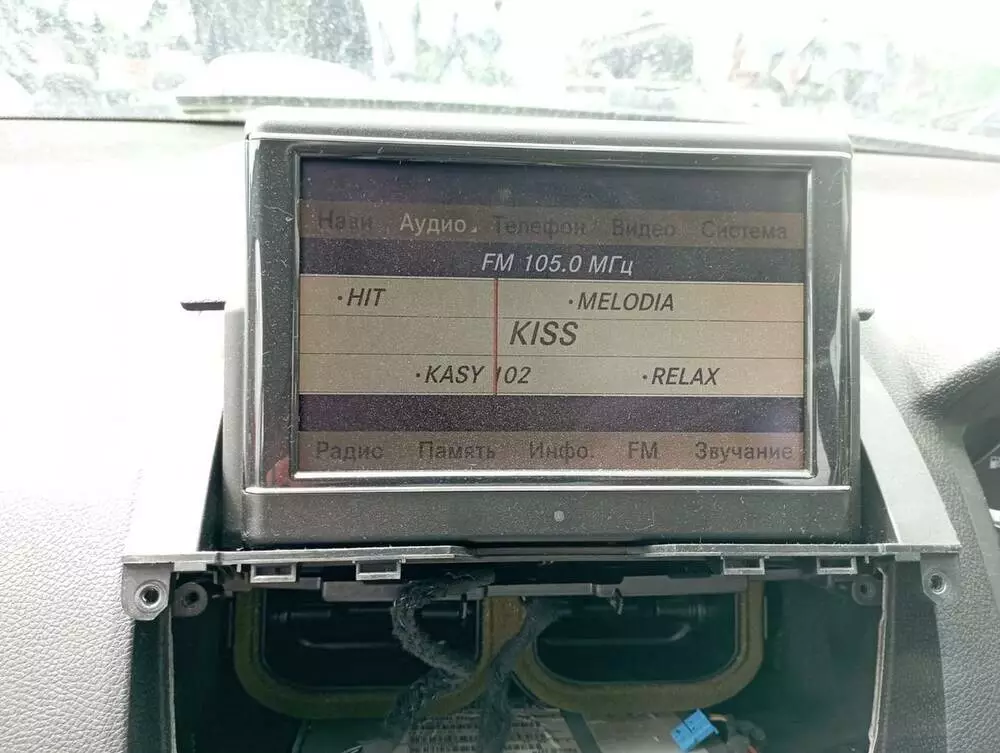 Нави Аудио Телефон Видео Система
FM 105.0 МГц
·HIT ·MELODIA
KISS
·KASY 102 ·RELAX
Радио Память Инфо. FM Звучание